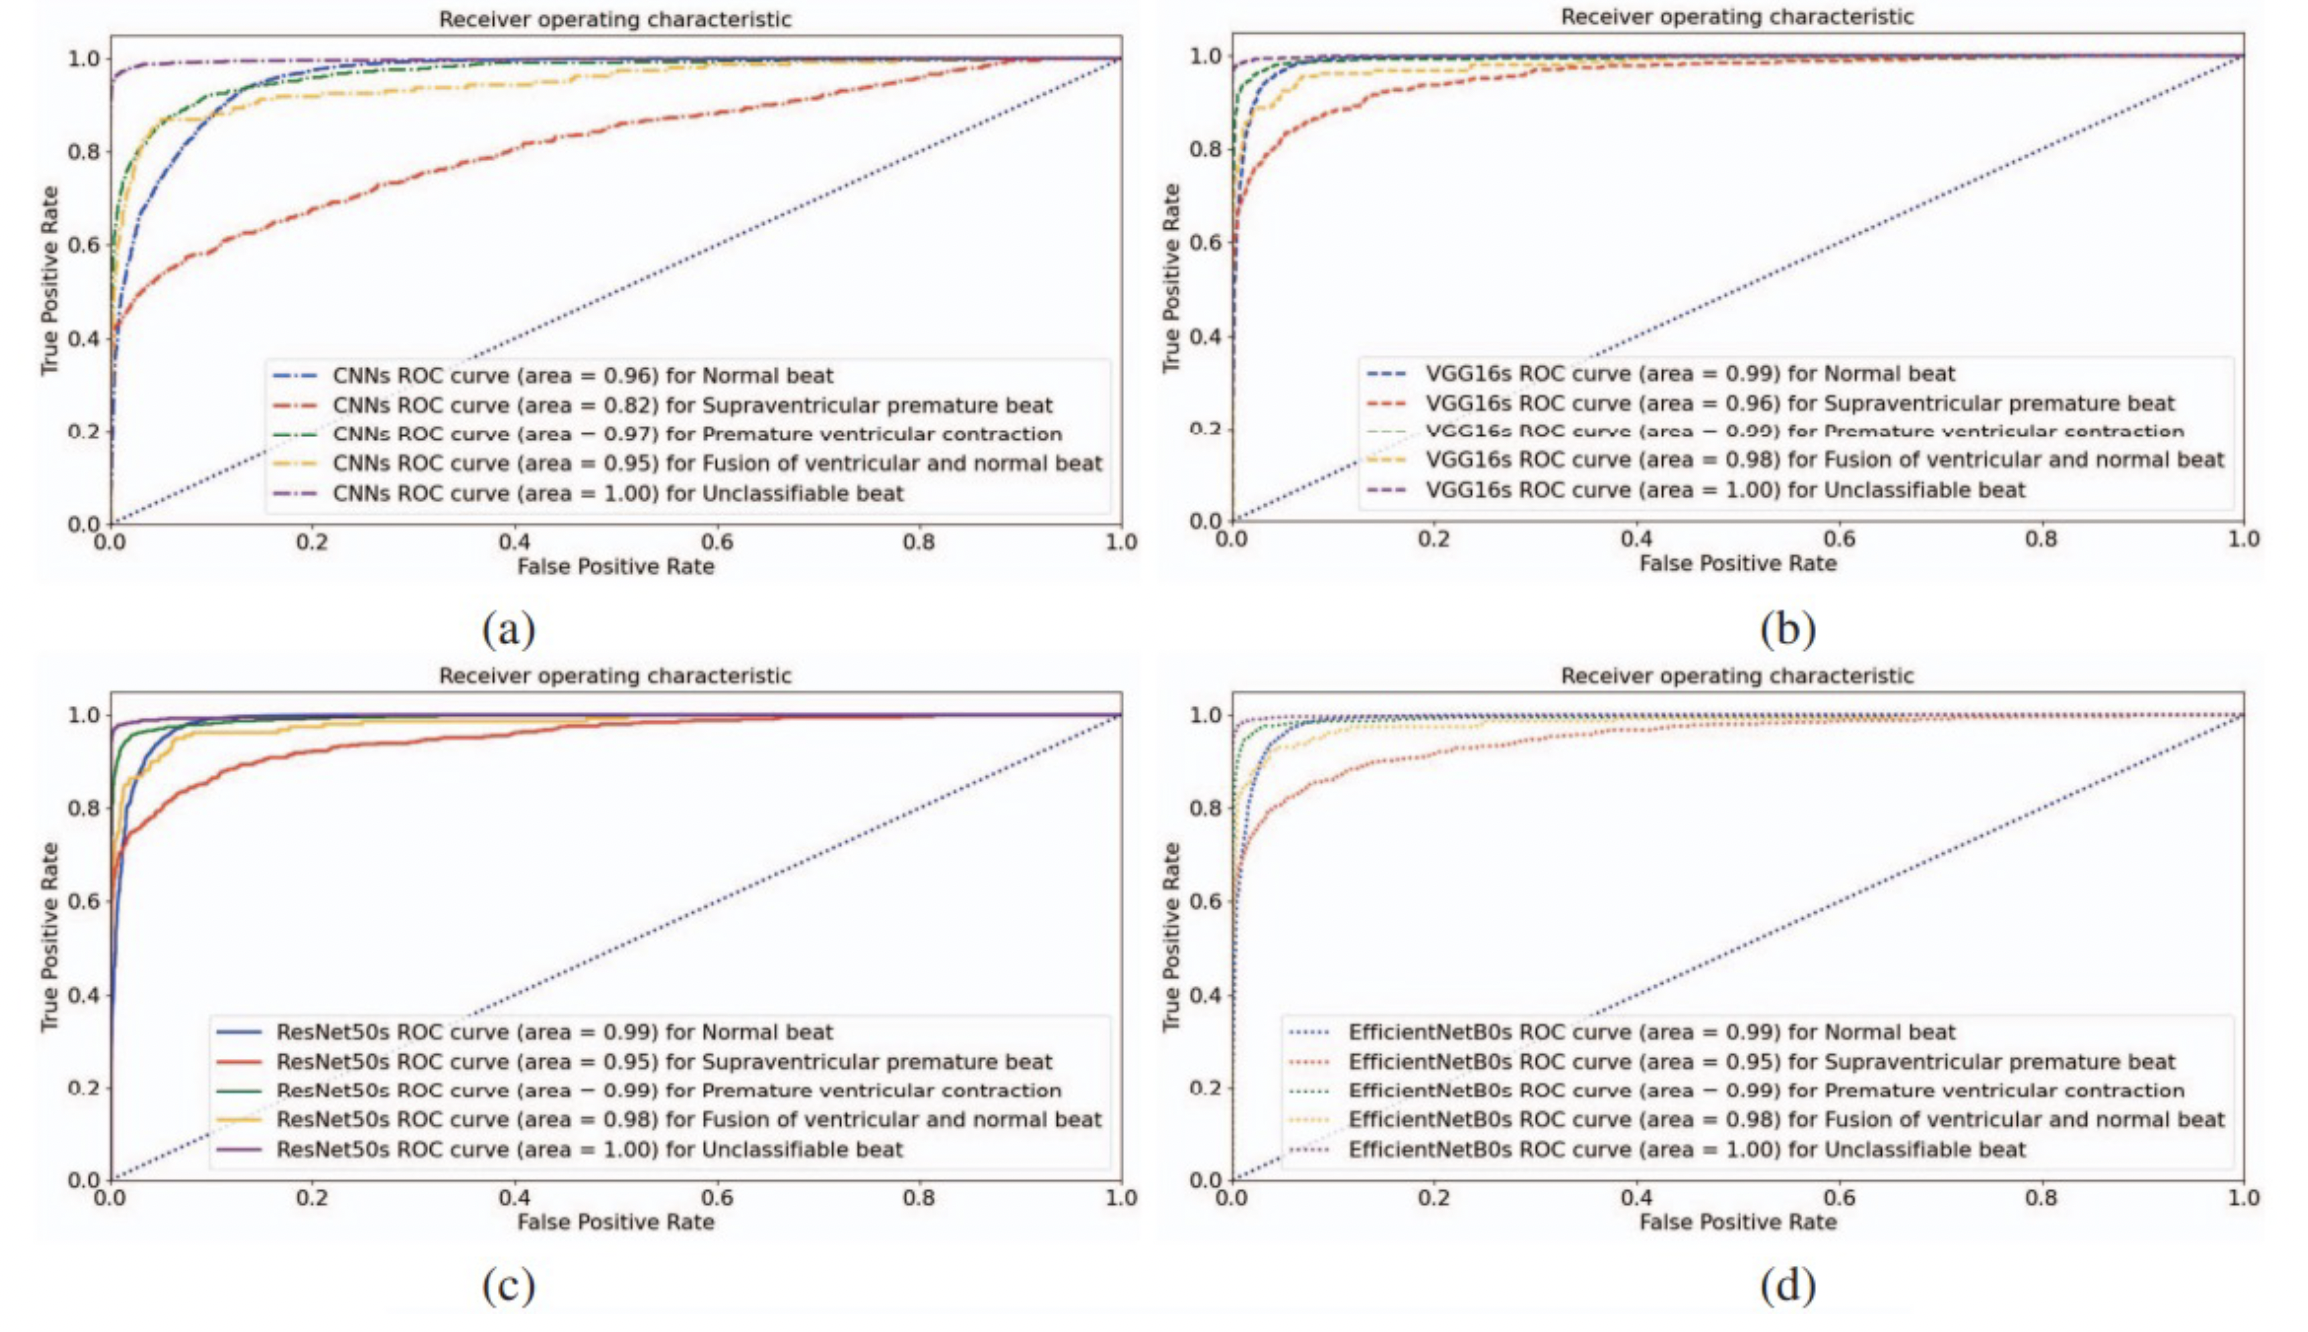 Receiver operating characteristic
1.0
0.8
0.6
0.4
0.2
0.0
True Positive Rate
CNNs ROC curve (area = 0.96) for Normal beat
CNNs ROC curve (area = 0.82) for Supraventricular premature beat
CNNs ROC curve (area − 0.97) for Premature ventricular contraction
CNNs ROC curve (area = 0.95) for Fusion of ventricular and normal beat
CNNs ROC curve (area = 1.00) for Unclassifiable beat
0.0 0.2 0.4 0.6 0.8 1.0
False Positive Rate
(a)
Receiver operating characteristic
1.0
0.8
0.6
0.4
0.2
0.0
True Positive Rate
VGG16s ROC curve (area = 0.99) for Normal beat
VGG16s ROC curve (area = 0.96) for Supraventricular premature beat
VGG16s ROC curve (area − 0.99) for Premature ventricular contraction
VGG16s ROC curve (area = 0.98) for Fusion of ventricular and normal beat
VGG16s ROC curve (area = 1.00) for Unclassifiable beat
0.0 0.2 0.4 0.6 0.8 1.0
False Positive Rate
(b)
Receiver operating characteristic
1.0
0.8
0.6
0.4
0.2
0.0
True Positive Rate
ResNet50s ROC curve (area = 0.99) for Normal beat
ResNet50s ROC curve (area = 0.95) for Supraventricular premature beat
ResNet50s ROC curve (area − 0.99) for Premature ventricular contraction
ResNet50s ROC curve (area = 0.98) for Fusion of ventricular and normal beat
ResNet50s ROC curve (area = 1.00) for Unclassifiable beat
0.0 0.2 0.4 0.6 0.8 1.0
False Positive Rate
(c)
Receiver operating characteristic
1.0
0.8
0.6
0.4
0.2
0.0
True Positive Rate
EfficientNetB0s ROC curve (area = 0.99) for Normal beat
EfficientNetB0s ROC curve (area = 0.95) for Supraventricular premature beat
EfficientNetB0s ROC curve (area − 0.99) for Premature ventricular contraction
EfficientNetB0s ROC curve (area = 0.98) for Fusion of ventricular and normal beat
EfficientNetB0s ROC curve (area = 1.00) for Unclassifiable beat
0.0 0.2 0.4 0.6 0.8 1.0
False Positive Rate
(d)